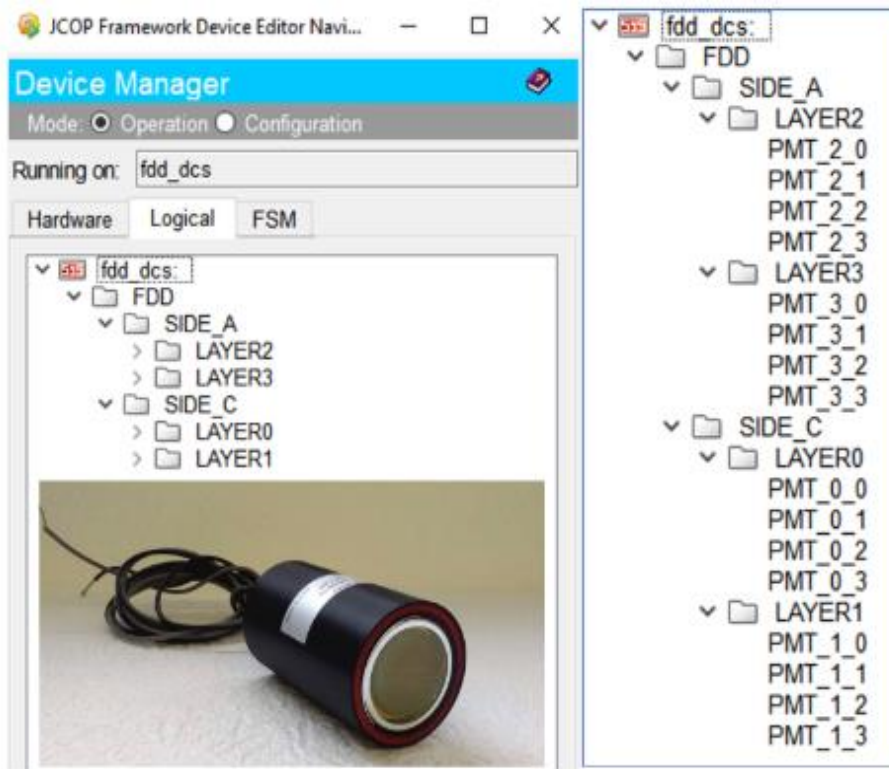 JCOP Framework Device Editor Navi...
Device Manager
Mode: Operation Configuration
Running on: fdd_dcs
Hardware Logical FSM
fdd_dcs:
FDD
SIDE_A
LAYER2
LAYER3
SIDE_C
LAYER0
LAYER1
fdd_dcs:
FDD
SIDE_A
LAYER2
PMT_2_0
PMT_2_1
PMT_2_2
PMT_2_3
LAYER3
PMT_3_0
PMT_3_1
PMT_3_2
PMT_3_3
SIDE_C
LAYER0
PMT_0_0
PMT_0_1
PMT_0_2
PMT_0_3
LAYER1
PMT_1_0
PMT_1_1
PMT_1_2
PMT_1_3